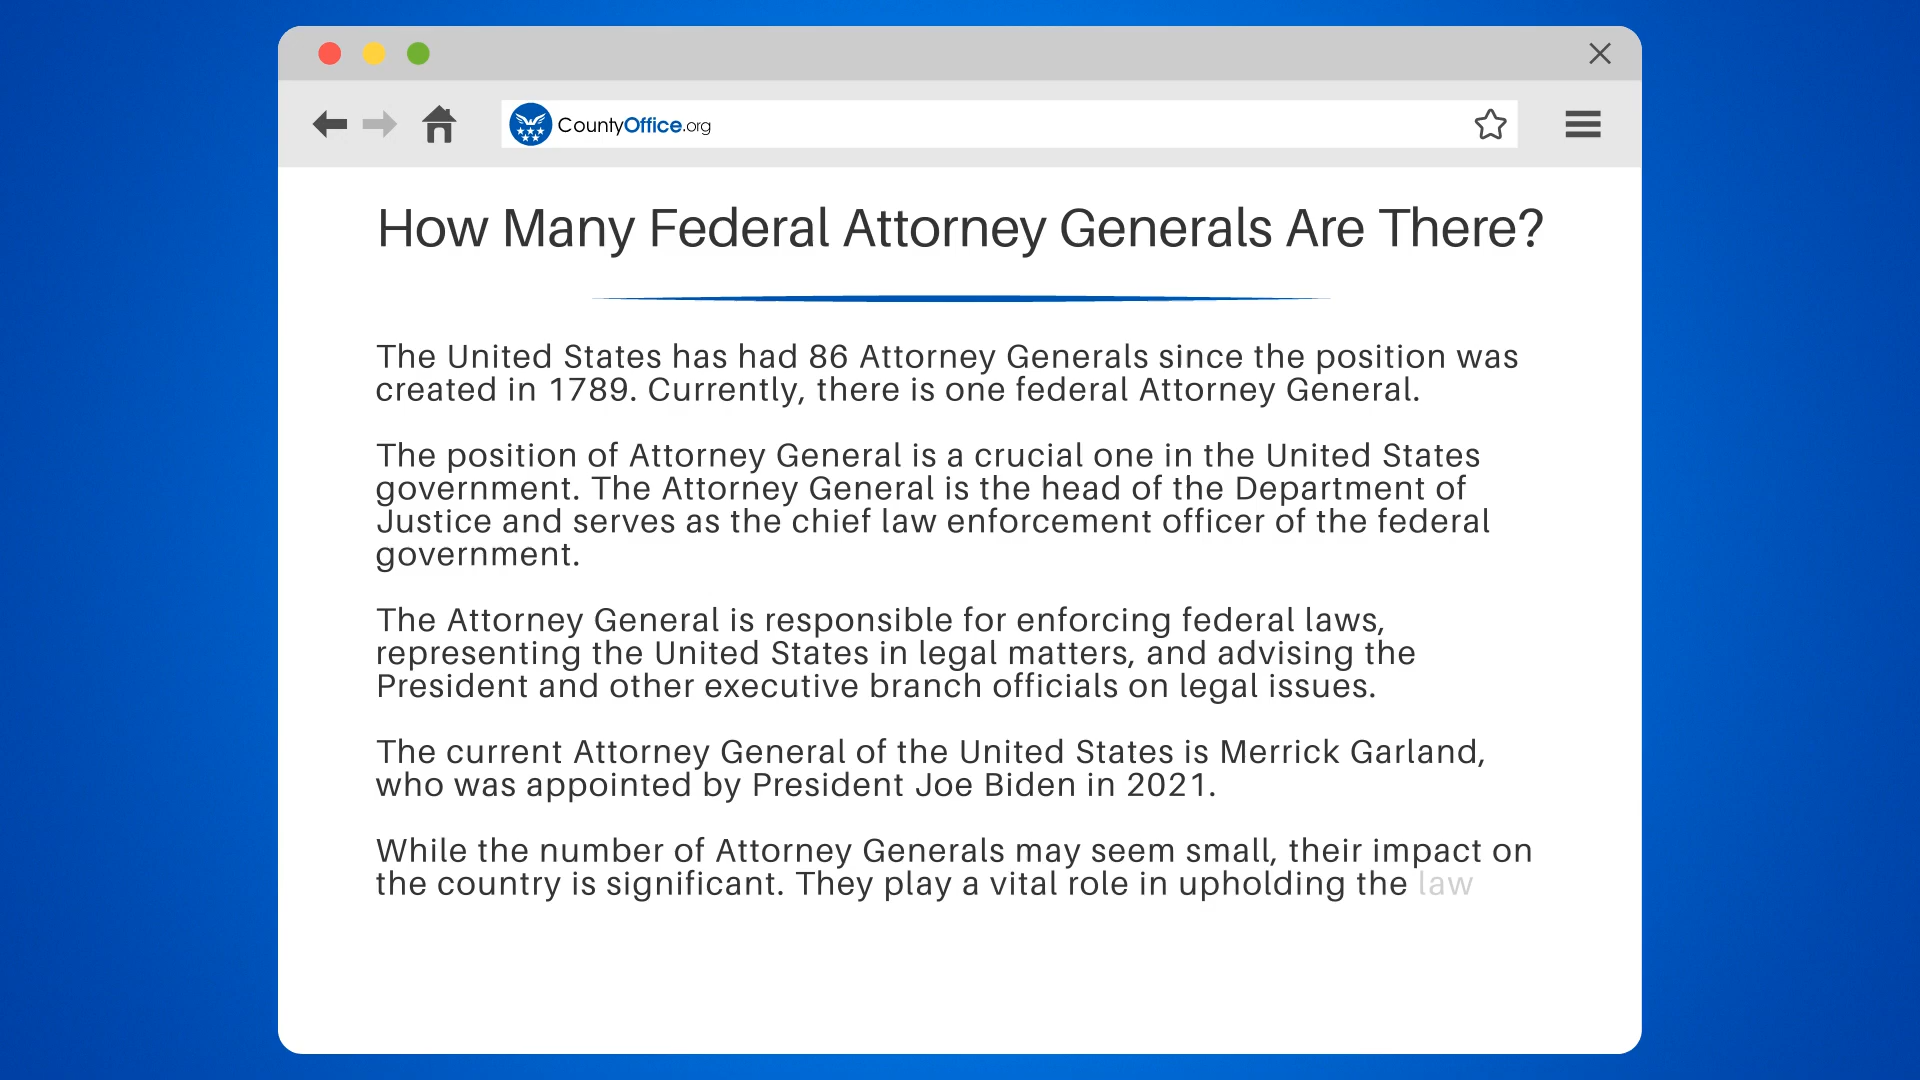 CountyOffice.org
How Many Federal Attorney Generals Are There?
The United States has had 86 Attorney Generals since the position was
created in 1789. Currently, there is one federal Attorney General.
The position of Attorney General is a crucial one in the United States
government. The Attorney General is the head of the Department of
Justice and serves as the chief law enforcement officer of the federal
government.
The Attorney General is responsible for enforcing federal laws,
representing the United States in legal matters, and advising the
President and other executive branch officials on legal issues.
The current Attorney General of the United States is Merrick Garland,
who was appointed by President Joe Biden in 2021.
While the number of Attorney Generals may seem small, their impact on
the country is significant. They play a vital role in upholding the law